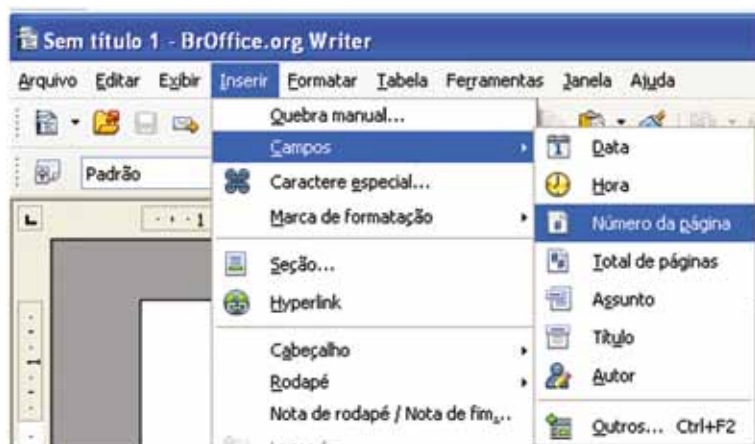 Sem título 1 - BrOffice.org Writer
Arquivo Editar Exibir Inserir Formatar Tabela Ferramentas Janela Ajuda
Quebra manual...
Padrão
Campos
Caractere especial...
Marca de formatação
1
Seção...
Hyperlink
Cabeçalho
Rodapé
Nota de rodapé / Nota de fim...
Data
Hora
Número da página
Total de páginas
Assunto
Título
Autor
Outros... Ctrl+F2